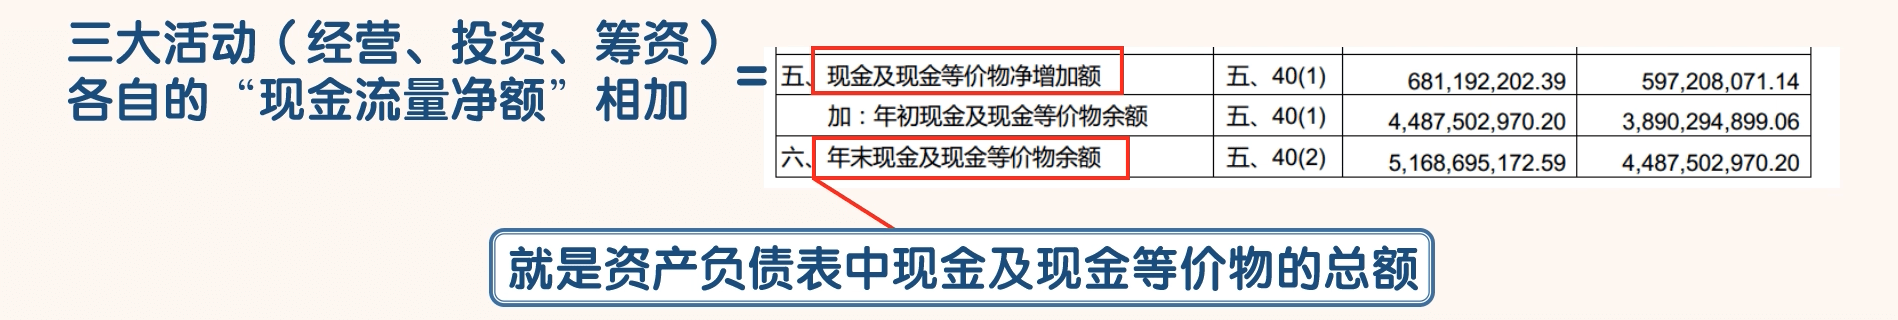 三大活动（经营、投资、筹资）
各自的“现金流量净额”相加
=
五、现金及现金等价物净增加额 五、40(1) 681,192,202.39 597,208,071.14
加：年初现金及现金等价物余额 五、40(1) 4,487,502,970.20 3,890,294,899.06
六、年末现金及现金等价物余额 五、40(2) 5,168,695,172.59 4,487,502,970.20
就是资产负债表中现金及现金等价物的总额